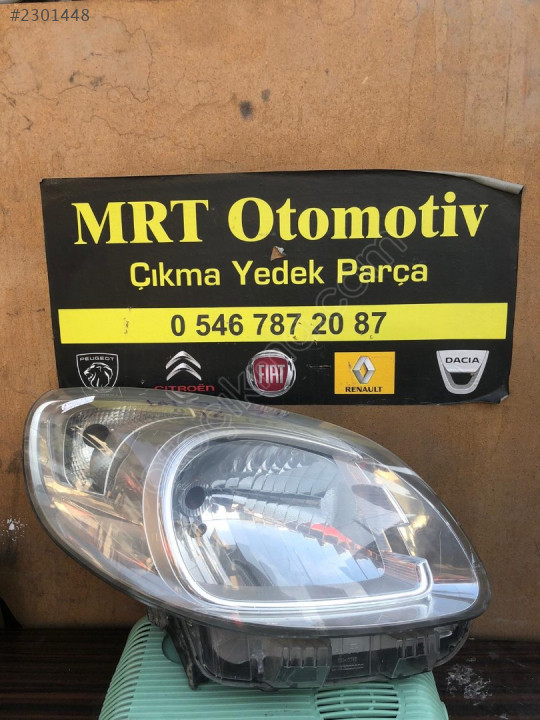 #2301448
MRT Otomotiv
Çıkma Yedek Parça
0 546 787 20 87
PEUGEOT
CITROËN
FIAT
RENAULT
DACIA